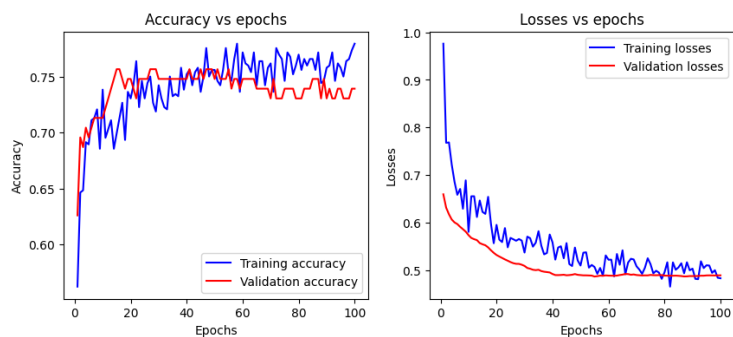 Accuracy vs epochs
Accuracy
0.75
0.70
0.65
0.60
Training accuracy
Validation accuracy
0 20 40 60 80 100
Epochs
Losses vs epochs
Losses
1.0
0.9
0.8
0.7
0.6
0.5
Training losses
Validation losses
0 20 40 60 80 100
Epochs